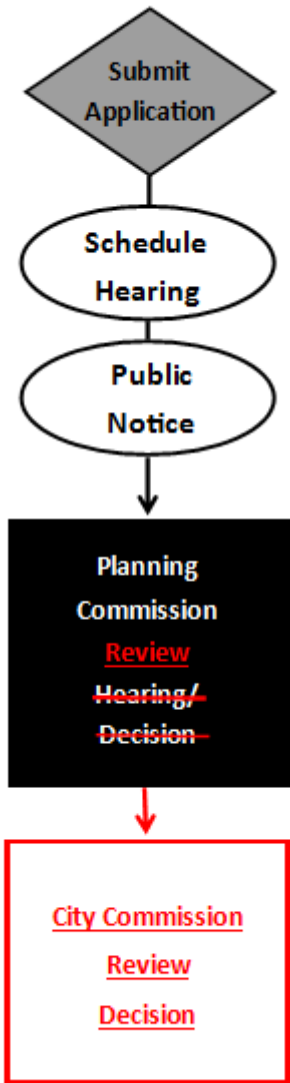 Submit
Application
Schedule
Hearing
Public
Notice
Planning
Commission
Review
Hearing/
Decision
City Commission
Review
Decision